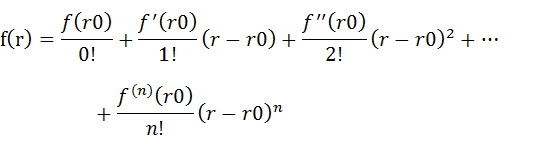 f(r) = f(r0)/0! + f′(r0)/1! (r − r0) + f″(r0)/2! (r − r0)² + ⋯
+ f⁽ⁿ⁾(r0)/n! (r − r0)ⁿ